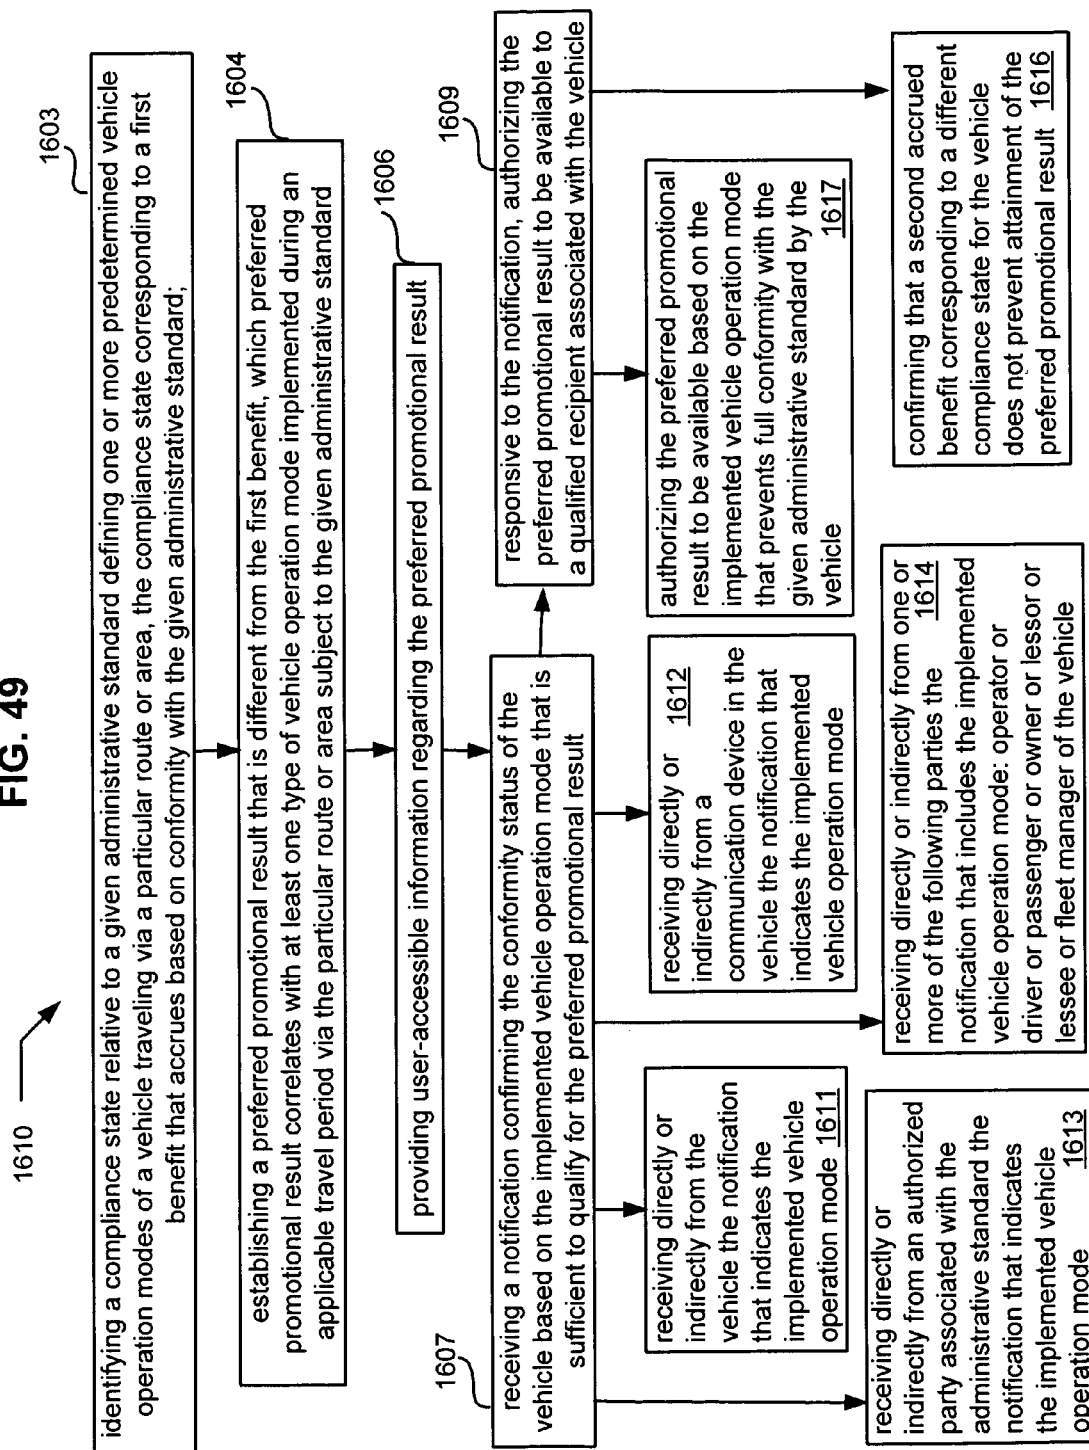 FIG. 49
1610
1603
identifying a compliance state relative to a given administrative standard defining one or more predetermined vehicle
operation modes of a vehicle traveling via a particular route or area, the compliance state corresponding to a first
benefit that accrues based on conformity with the given administrative standard;
1604
establishing a preferred promotional result that is different from the first benefit, which preferred
promotional result correlates with at least one type of vehicle operation mode implemented during an
applicable travel period via the particular route or area subject to the given administrative standard
1606
providing user-accessible information regarding the preferred promotional result
1607
receiving a notification confirming the conformity status of the
vehicle based on the implemented vehicle operation mode that is
sufficient to qualify for the preferred promotional result
1609
responsive to the notification, authorizing the
preferred promotional result to be available to
a qualified recipient associated with the vehicle
receiving directly or
indirectly from the
vehicle the notification
that indicates the
implemented vehicle
operation mode 1611
receiving directly or
indirectly from a 1612
communication device in the
vehicle the notification that
indicates the implemented
vehicle operation mode
authorizing the preferred promotional
result to be available based on the
implemented vehicle operation mode
that prevents full conformity with the
given administrative standard by the
vehicle 1617
receiving directly or
indirectly from an authorized
party associated with the
administrative standard the
notification that indicates
the implemented vehicle
operation mode 1613
receiving directly or indirectly from one or
more of the following parties the 1614
notification that includes the implemented
vehicle operation mode: operator or
driver or passenger or owner or lessor or
lessee or fleet manager of the vehicle
confirming that a second accrued
benefit corresponding to a different
compliance state for the vehicle
does not prevent attainment of the
preferred promotional result 1616